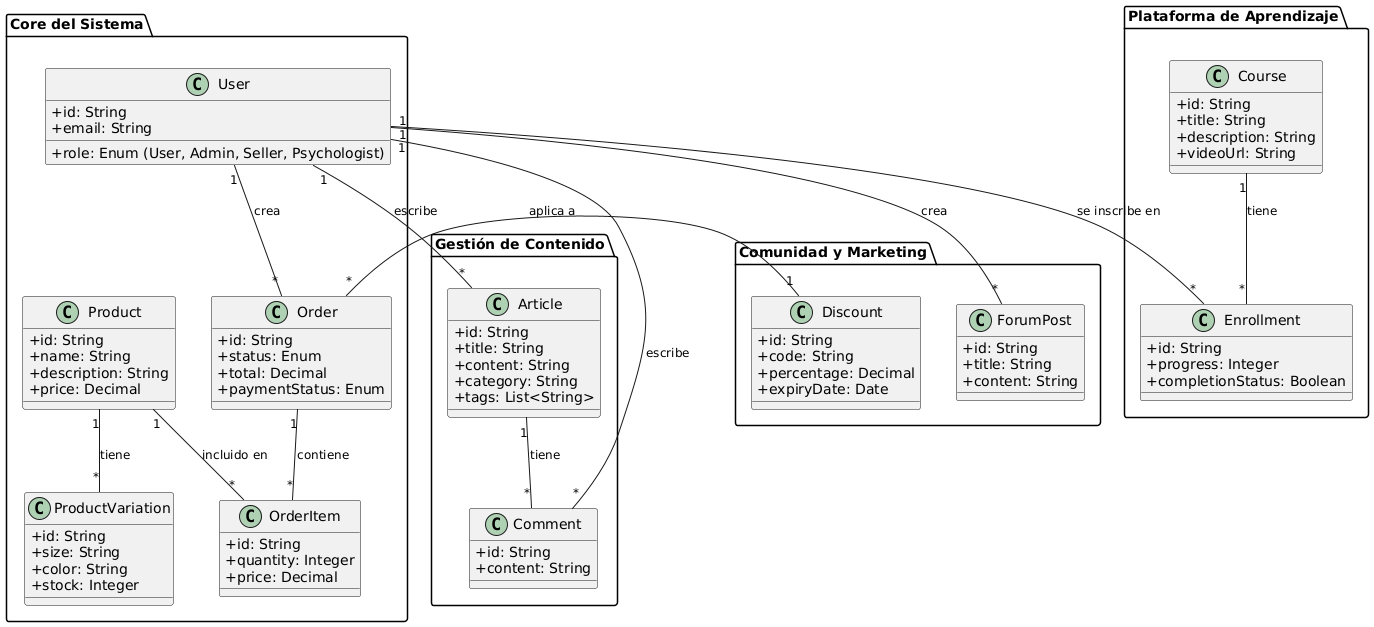 Core del Sistema
C User
+id: String
+email: String
+role: Enum (User, Admin, Seller, Psychologist)
1
1
1
1
1
crea
escribe
aplica a
crea
se inscribe en
escribe
*
*
*
1
*
*
*
C Product
+id: String
+name: String
+description: String
+price: Decimal
C Order
+id: String
+status: Enum
+total: Decimal
+paymentStatus: Enum
1
1
1
tiene
incluido en
contiene
*
*
*
C ProductVariation
+id: String
+size: String
+color: String
+stock: Integer
C OrderItem
+id: String
+quantity: Integer
+price: Decimal
Gestión de Contenido
C Article
+id: String
+title: String
+content: String
+category: String
+tags: List<String>
1
tiene
*
C Comment
+id: String
+content: String
Comunidad y Marketing
C Discount
+id: String
+code: String
+percentage: Decimal
+expiryDate: Date
C ForumPost
+id: String
+title: String
+content: String
Plataforma de Aprendizaje
C Course
+id: String
+title: String
+description: String
+videoUrl: String
1
tiene
*
C Enrollment
+id: String
+progress: Integer
+completionStatus: Boolean